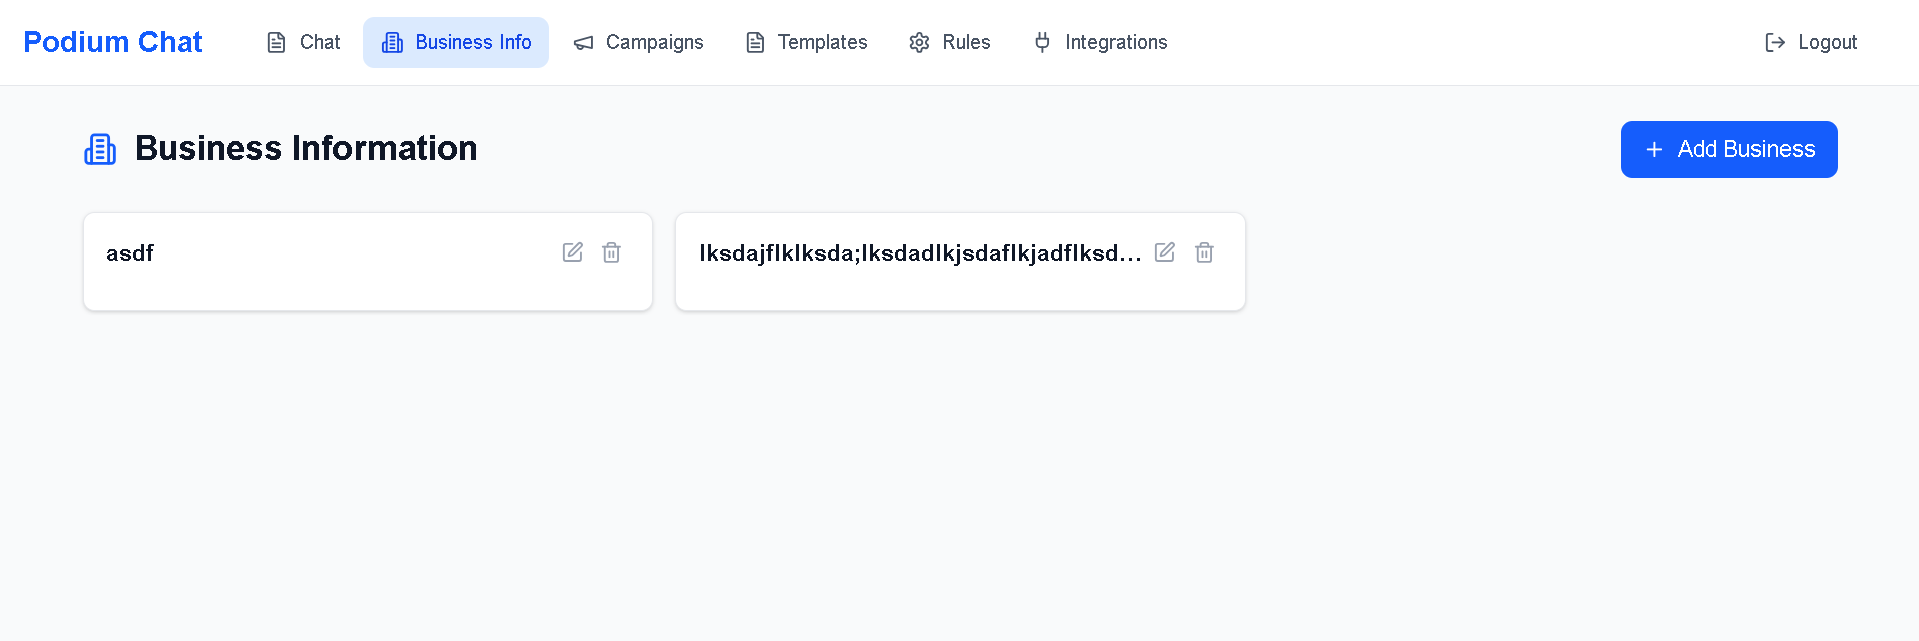 Podium Chat
Chat
Business Info
Campaigns
Templates
Rules
Integrations
Logout
Business Information
Add Business
asdf
lksdajflklksda;lksdadlkjsdaflkjadflksd...